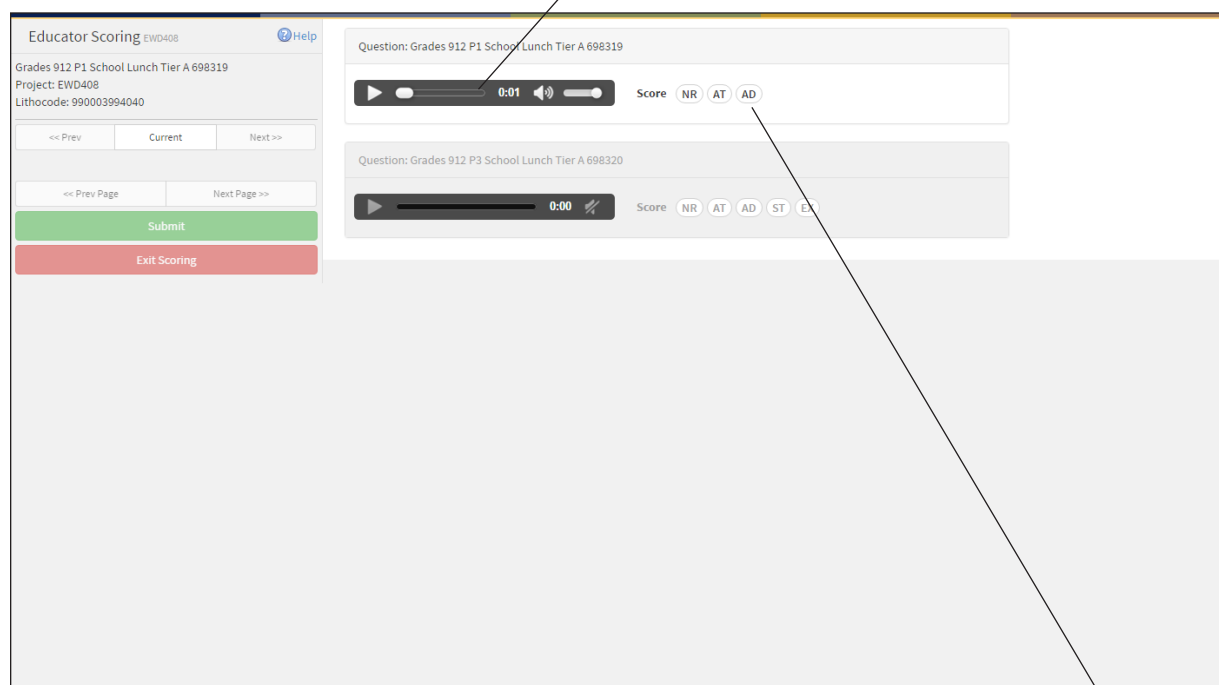 Educator Scoring EWD408
Help
Grades 912 P1 School Lunch Tier A 698319
Project: EWD408
Lithocode: 990003994040
<< Prev Current Next >>
<< Prev Page Next Page >>
Submit
Exit Scoring
Question: Grades 912 P1 School Lunch Tier A 698319
0:01 Score NR AT AD
Question: Grades 912 P3 School Lunch Tier A 698320
0:00 Score NR AT AD ST EX